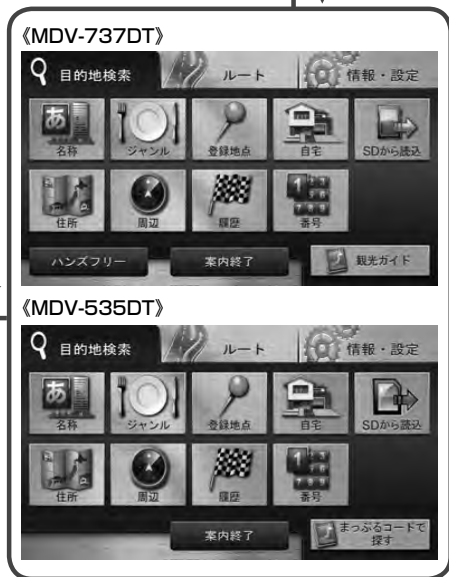 《MDV-737DT》
目的地検索 ルート 情報・設定
あ
名称 ジャンル 登録地点 自宅 SDから読込
1
住所 周辺 履歴 番号
ハンズフリー 案内終了 観光ガイド
《MDV-535DT》
目的地検索 ルート 情報・設定
あ
名称 ジャンル 登録地点 自宅 SDから読込
1
住所 周辺 履歴 番号
案内終了 まっぷるコードで
探す